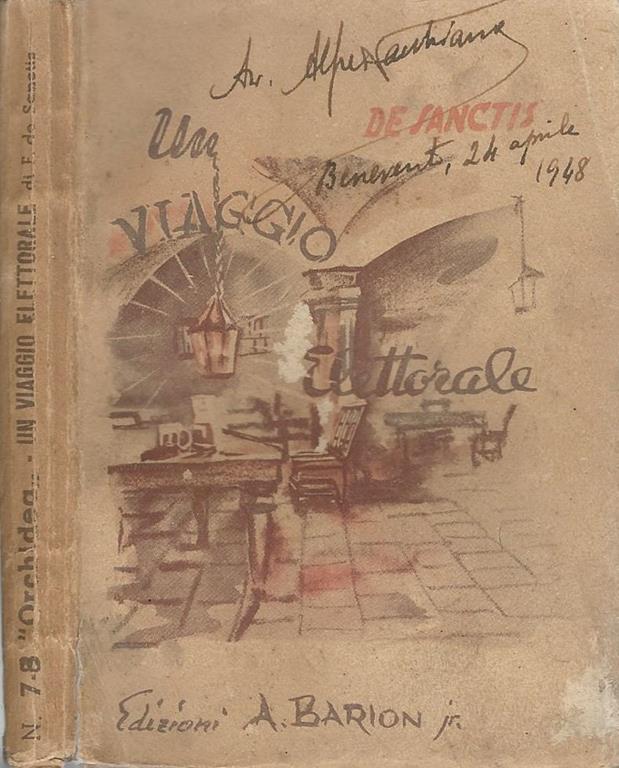 Av.
DE SANCTIS
Benevento, 24 aprile
1948
Un
VIAGGIO
elettorale
Edizioni A. BARION jr.
N. 7-8 "Orchidea" - UN VIAGGIO ELETTORALE di F. de Sanctis